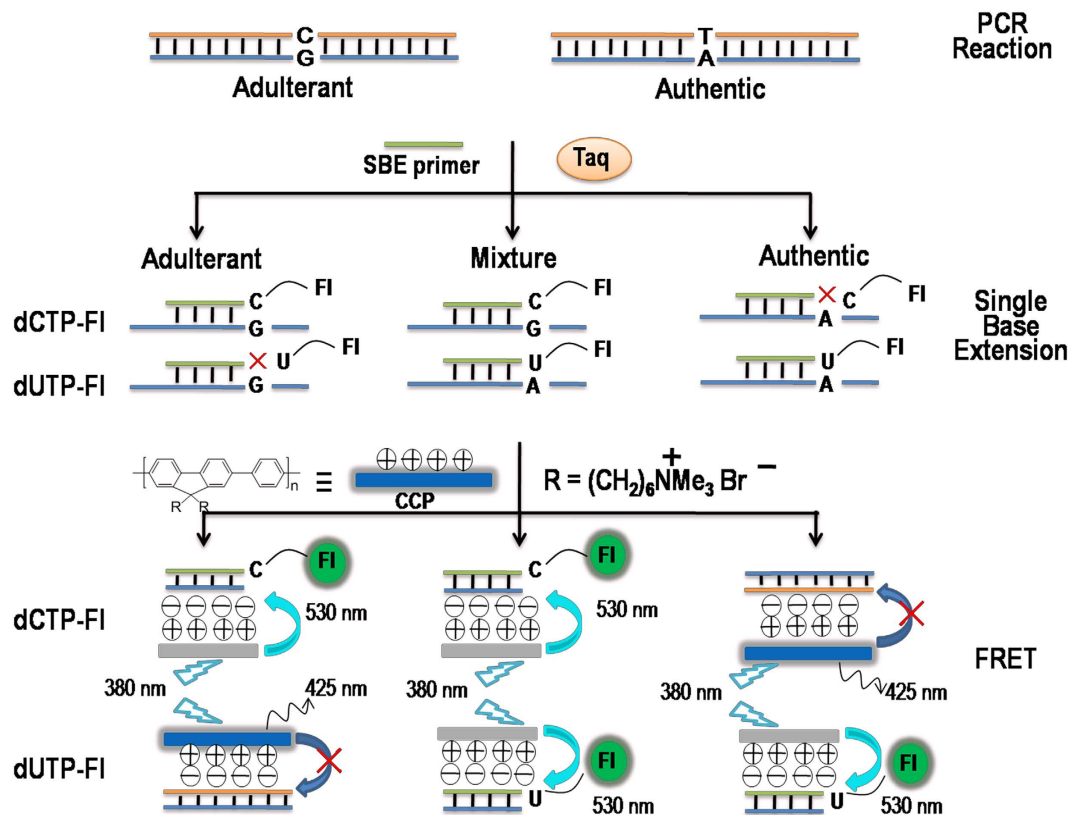 C
G
Adulterant
T
A
Authentic
PCR
Reaction
SBE primer
Taq
Adulterant
Mixture
Authentic
dCTP-Fl
C
Fl
G
C
Fl
G
C
Fl
A
Single
Base
Extension
dUTP-Fl
U
Fl
G
U
Fl
A
U
Fl
A
R R
n
≡
+ + + +
CCP
R = (CH2)6NMe3 Br
+
−
dCTP-Fl
C
Fl
530 nm
C
Fl
530 nm
− − − −
+ + + +
− − − −
+ + + +
− − − −
+ + + +
FRET
380 nm
425 nm
380 nm
380 nm
425 nm
dUTP-Fl
+ + + +
− − − −
+ + + +
− − − −
U
Fl
530 nm
+ + + +
− − − −
U
Fl
530 nm